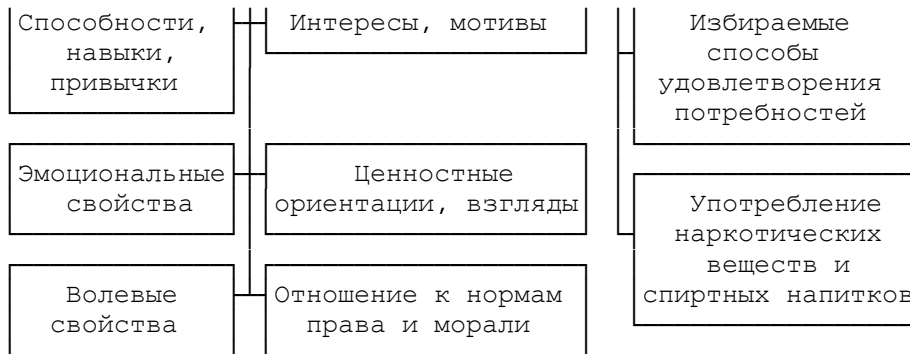 Способности,
навыки,
привычки
Интересы, мотивы
Избираемые
способы
удовлетворения
потребностей
Эмоциональные
свойства
Ценностные
ориентации, взгляды
Употребление
наркотических
веществ и
спиртных напитков
Волевые
свойства
Отношение к нормам
права и морали